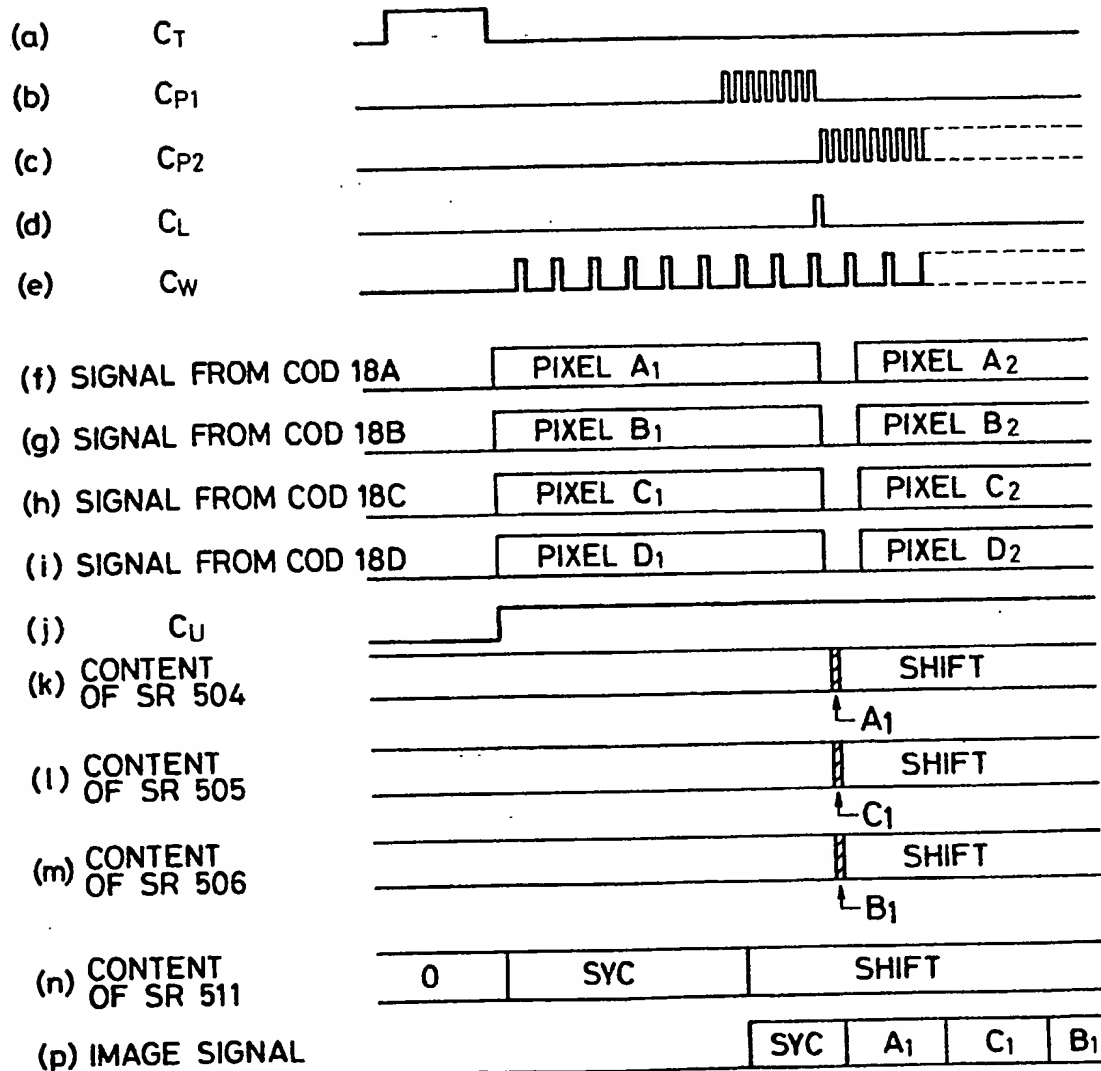 (a) CT
(b) CP1
(c) CP2
(d) CL
(e) CW
(f) SIGNAL FROM COD 18A PIXEL A1 PIXEL A2
(g) SIGNAL FROM COD 18B PIXEL B1 PIXEL B2
(h) SIGNAL FROM COD 18C PIXEL C1 PIXEL C2
(i) SIGNAL FROM COD 18D PIXEL D1 PIXEL D2
(j) CU
(k) CONTENT OF SR 504 SHIFT
A1
(l) CONTENT OF SR 505 SHIFT
C1
(m) CONTENT OF SR 506 SHIFT
B1
(n) CONTENT OF SR 511 0 SYC SHIFT
(p) IMAGE SIGNAL SYC A1 C1 B1